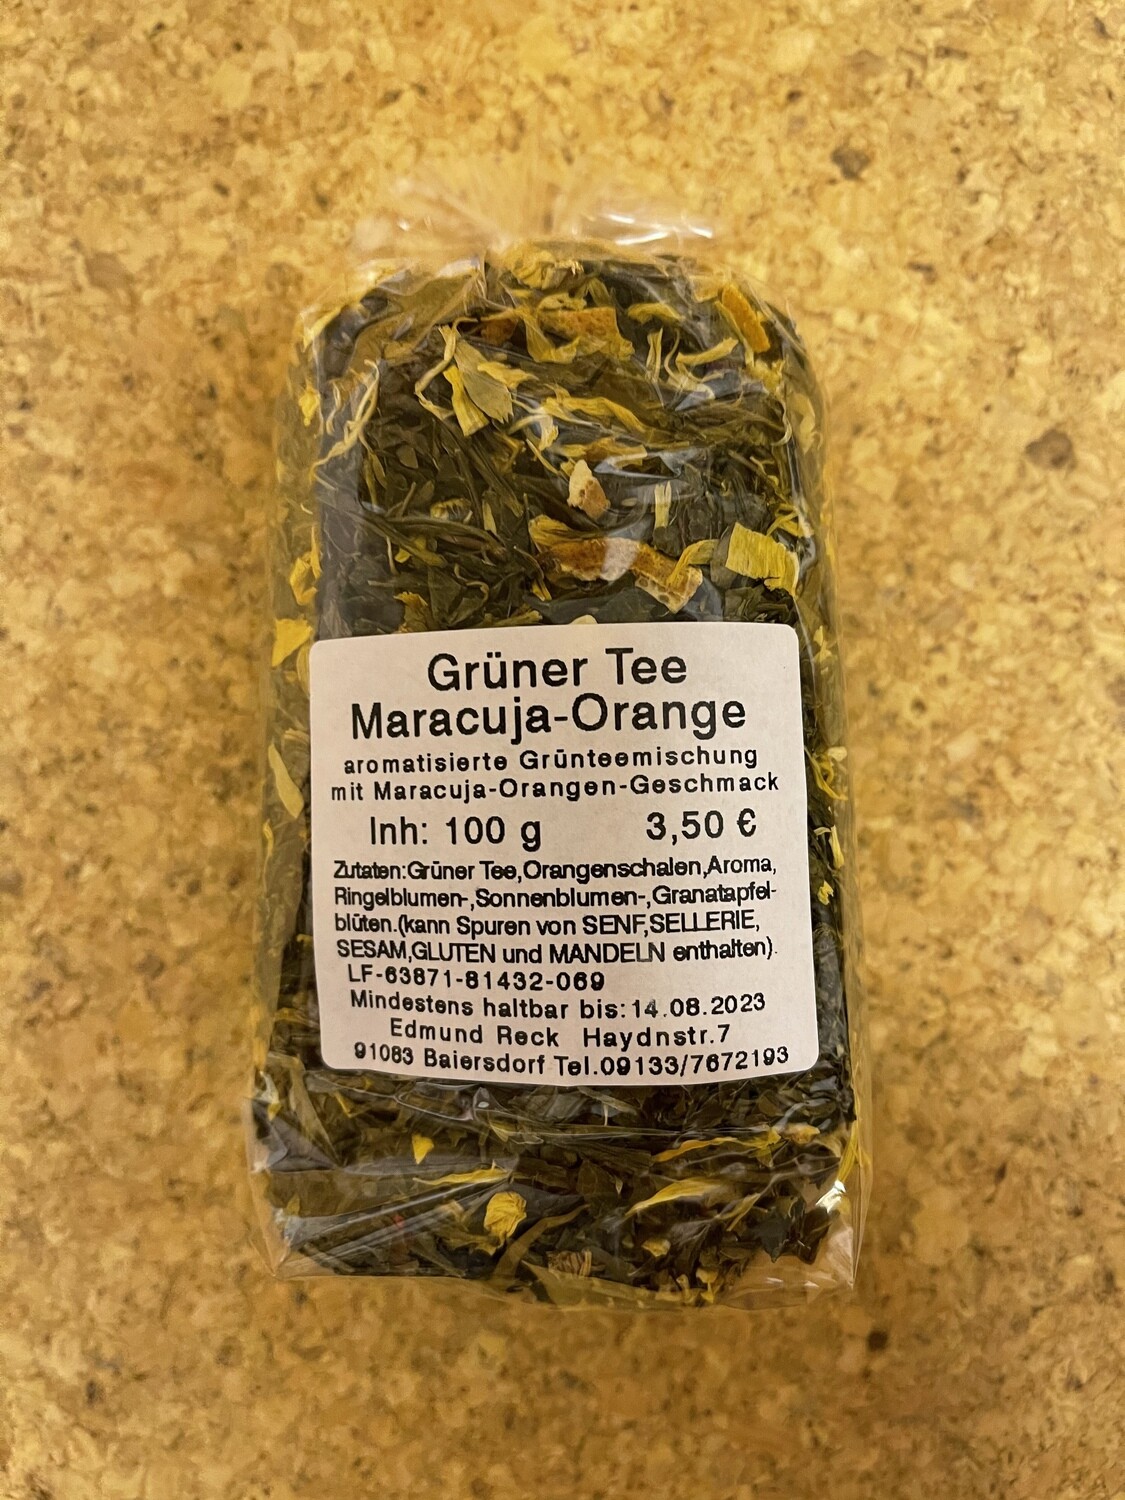 Grüner Tee
Maracuja-Orange
aromatisierte Grünteemischung
mit Maracuja-Orangen-Geschmack
Inh: 100 g 3,50 €
Zutaten:Grüner Tee,Orangenschalen,Aroma,
Ringelblumen-,Sonnenblumen-,Granatapfel-
blüten.(kann Spuren von SENF,SELLERIE,
SESAM,GLUTEN und MANDELN enthalten).
LF-63871-81432-069
Mindestens haltbar bis:14.08.2023
Edmund Reck Haydnstr.7
91083 Baiersdorf Tel.09133/7672193